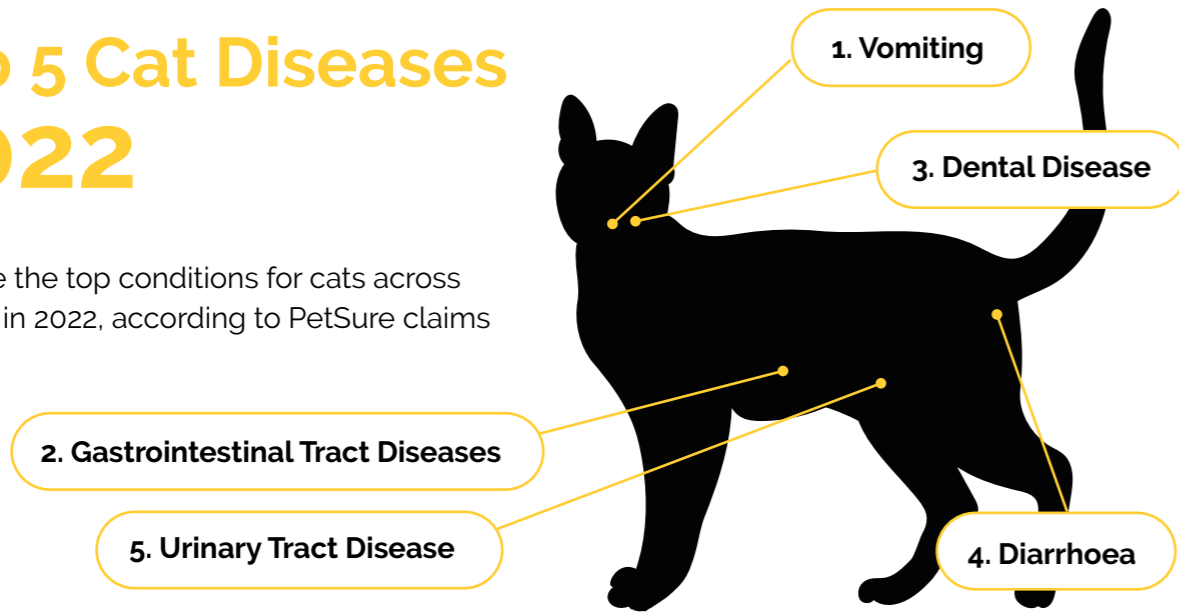 5 Cat Diseases
022
the top conditions for cats across
in 2022, according to PetSure claims
1. Vomiting
3. Dental Disease
2. Gastrointestinal Tract Diseases
5. Urinary Tract Disease
4. Diarrhoea